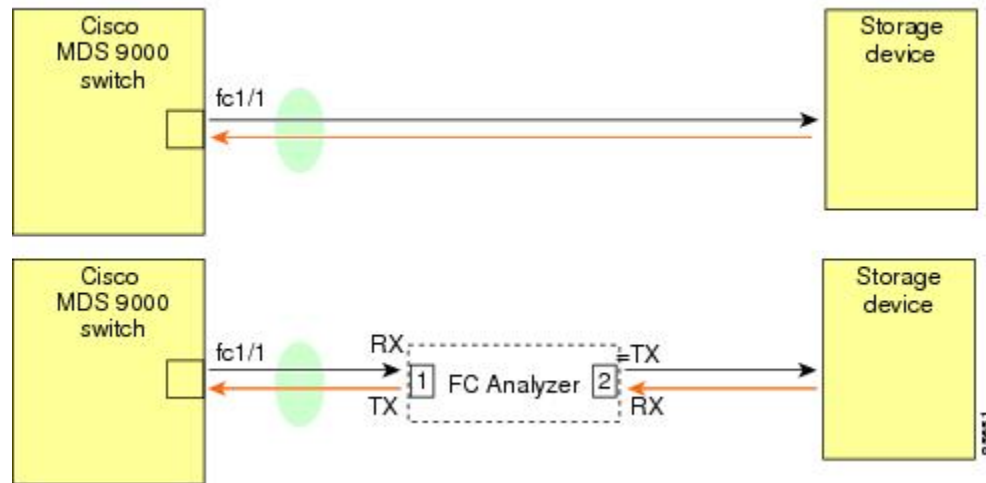 Cisco
MDS 9000
switch
fc1/1
Storage
device
Cisco
MDS 9000
switch
fc1/1
RX
TX
1
FC Analyzer
2
=TX
RX
Storage
device